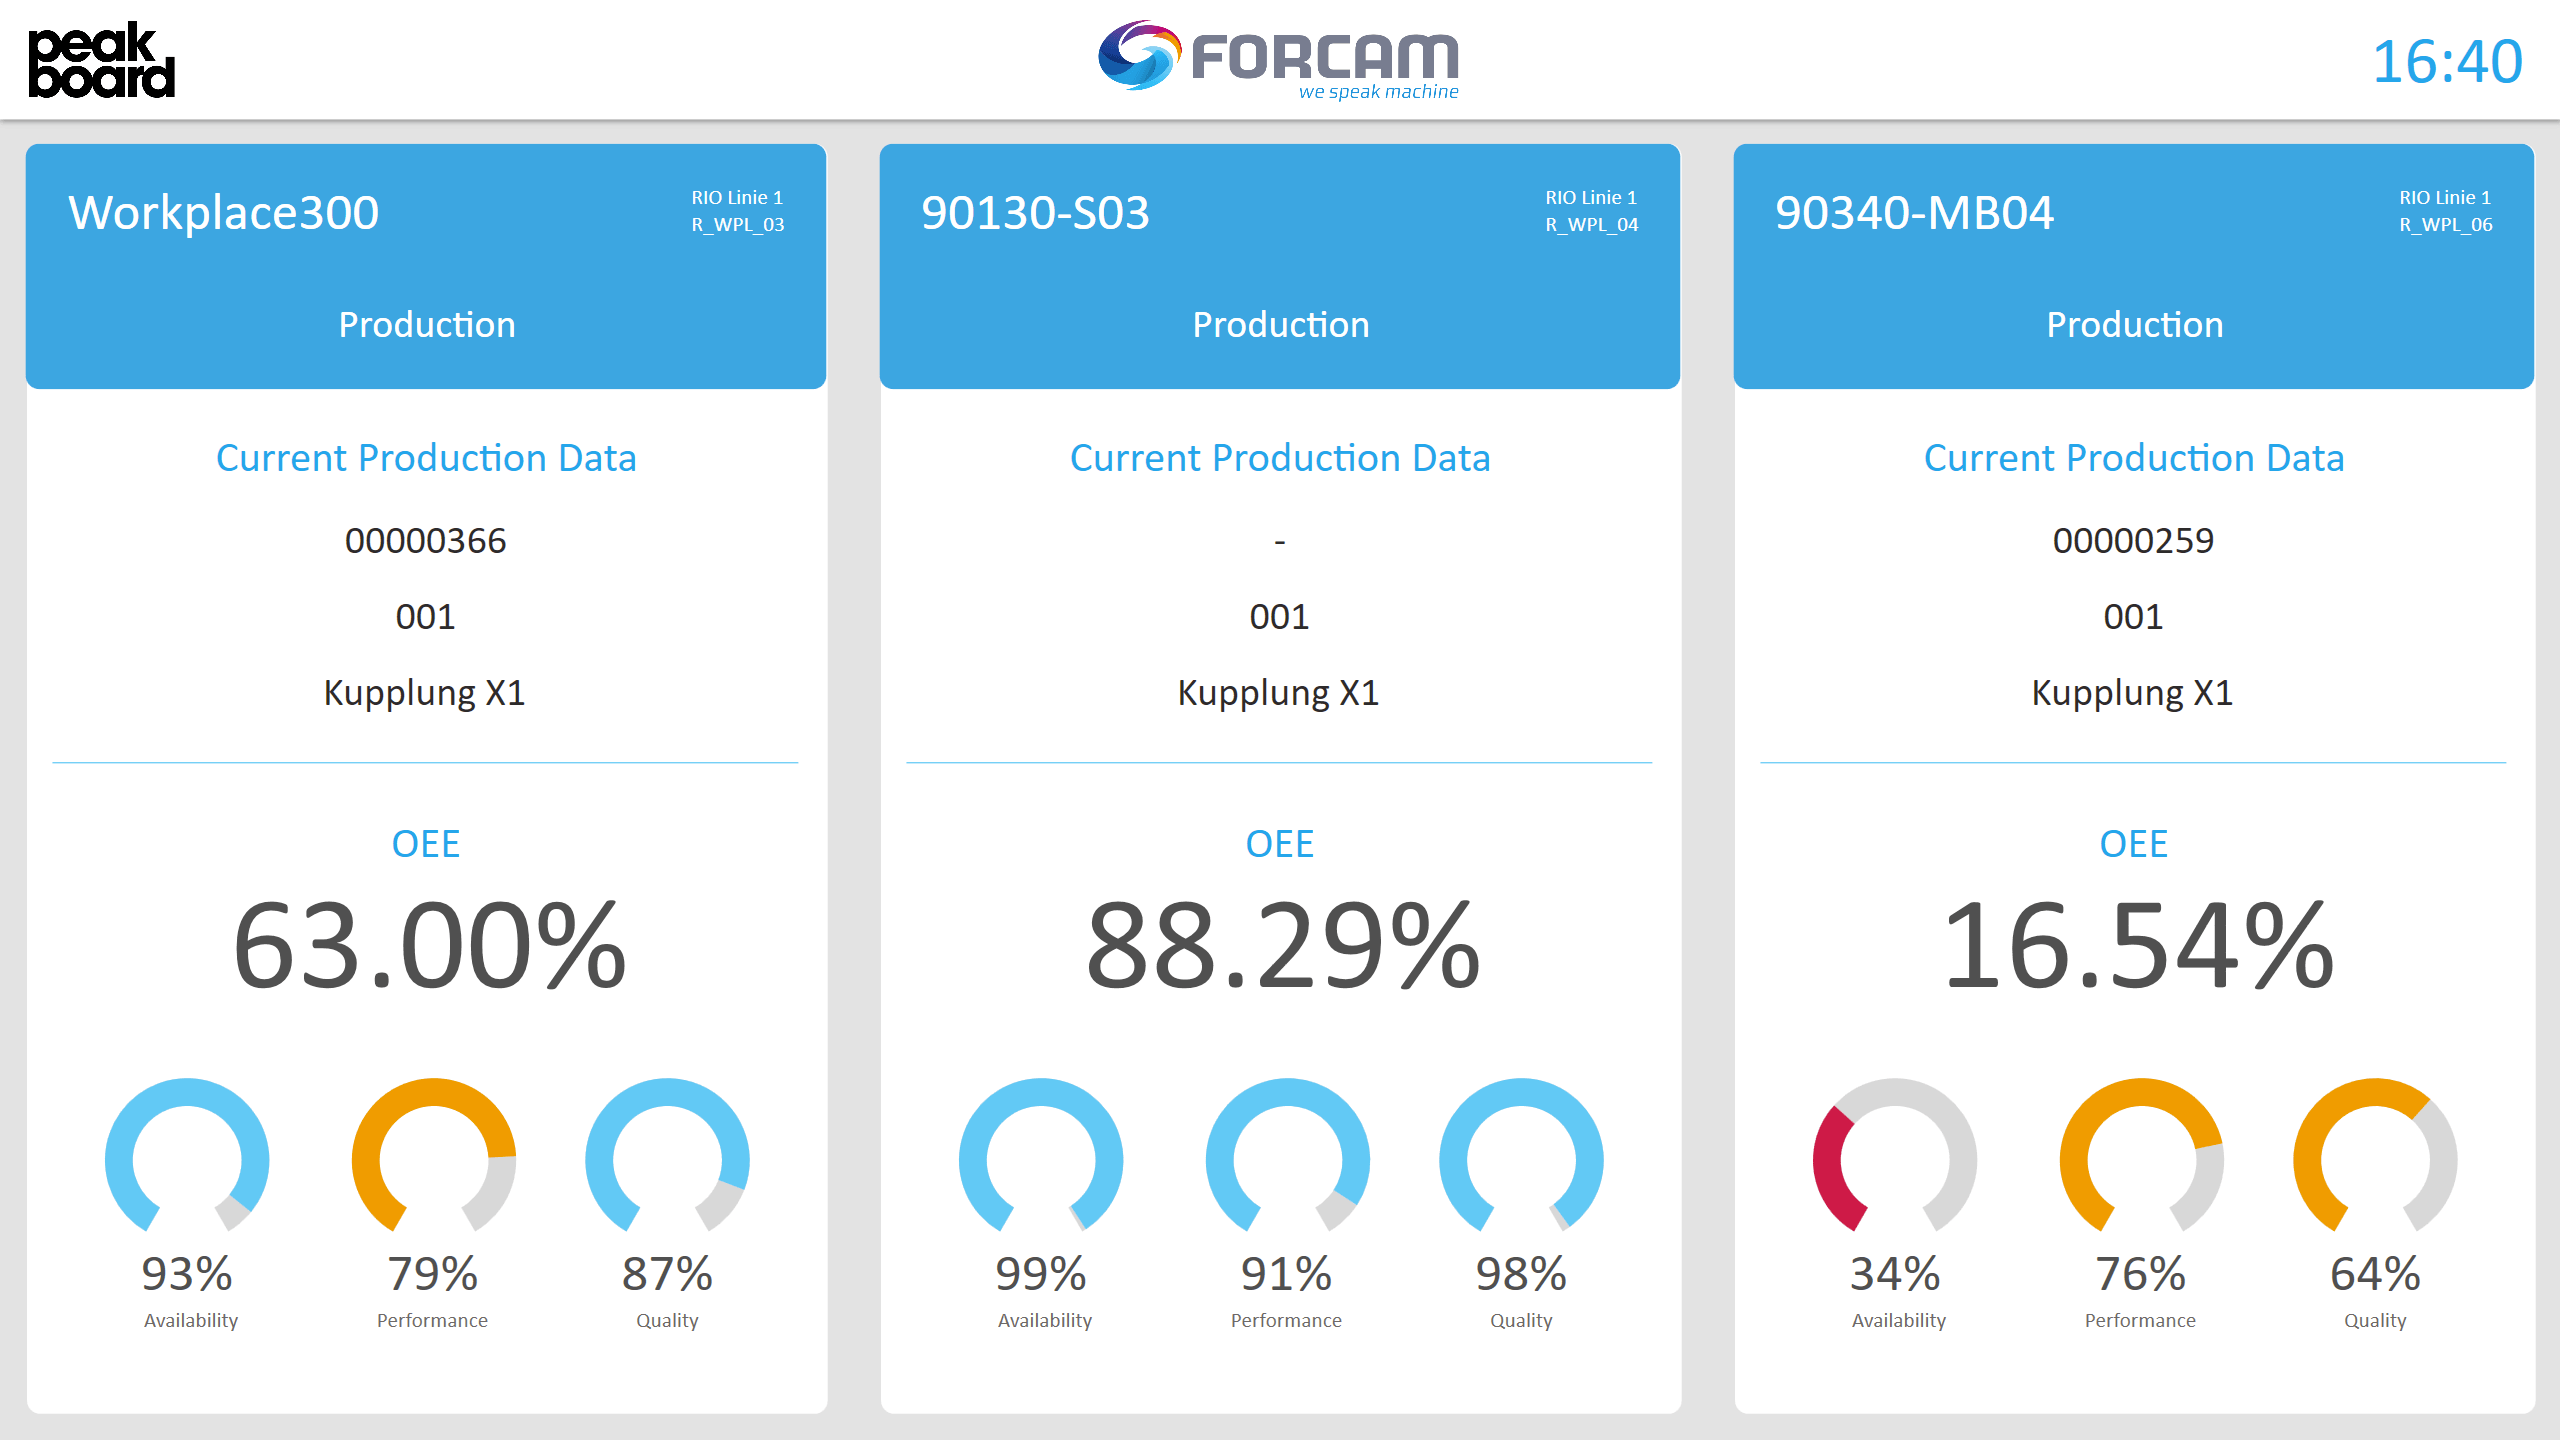 peak
board
FORCAM
we speak machine
16:40
Workplace300
RIO Linie 1
R_WPL_03
Production
Current Production Data
00000366
001
Kupplung X1
OEE
63.00%
93%
Availability
79%
Performance
87%
Quality
90130-S03
RIO Linie 1
R_WPL_04
Production
Current Production Data
-
001
Kupplung X1
OEE
88.29%
99%
Availability
91%
Performance
98%
Quality
90340-MB04
RIO Linie 1
R_WPL_06
Production
Current Production Data
00000259
001
Kupplung X1
OEE
16.54%
34%
Availability
76%
Performance
64%
Quality